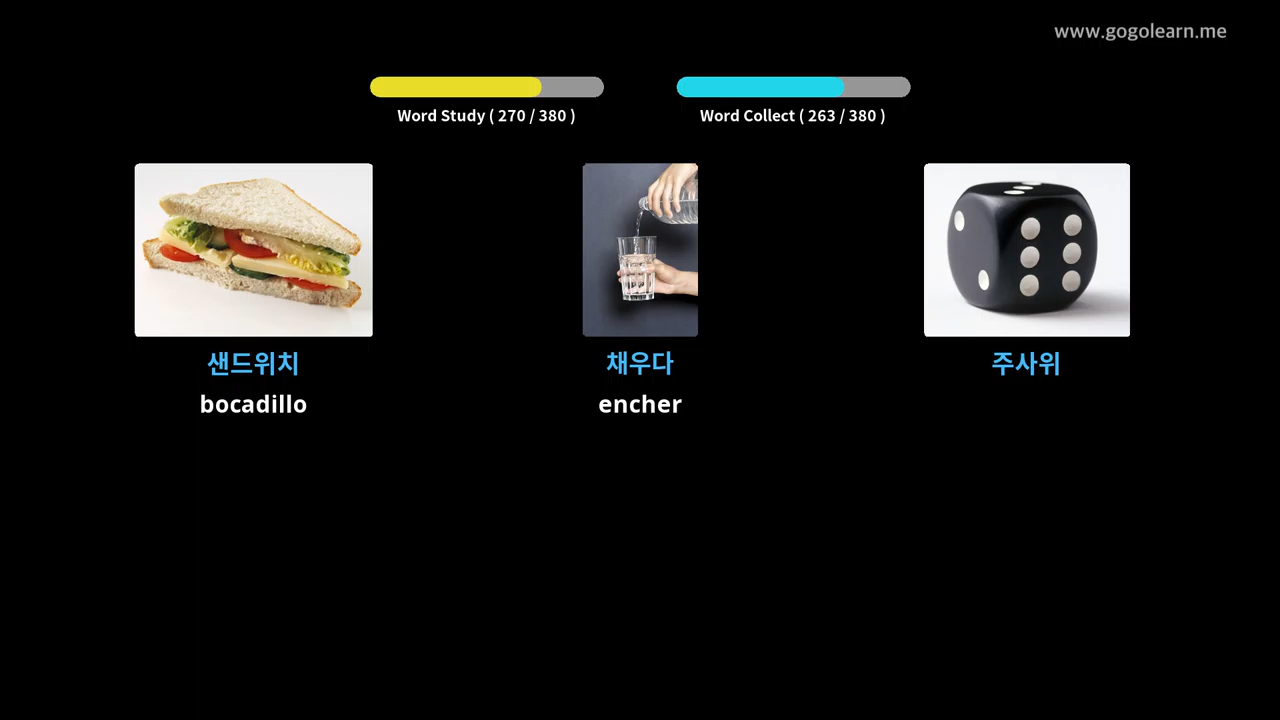 www.gogolearn.me
Word Study ( 270 / 380 )
Word Collect ( 263 / 380 )
샌드위치
채우다
주사위
bocadillo
encher